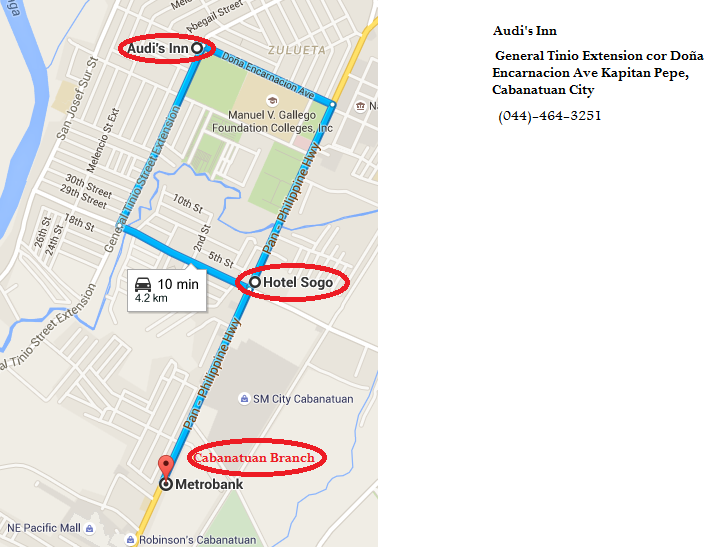 Abegail Street
Audi's Inn
ZULUETA
Doña Encarnacion Ave
San Josef Sur St
Melencio St Ext
Manuel V. Gallego
Foundation Colleges, Inc
General Tinio Street Extension
Pan - Philippine Hwy
30th Street
29th Street
10th St
18th St
26th St
24th St
2nd St
5th St
Hotel Sogo
10 min
4.2 km
al Tinio Street Extension
Pan - Philippine Hwy
SM City Cabanatuan
Cabanatuan Branch
Metrobank
NE Pacific Mall
Robinson's Cabanatuan
Audi's Inn
General Tinio Extension cor Doña
Encarnacion Ave Kapitan Pepe,
Cabanatuan City
(044)-464-3251